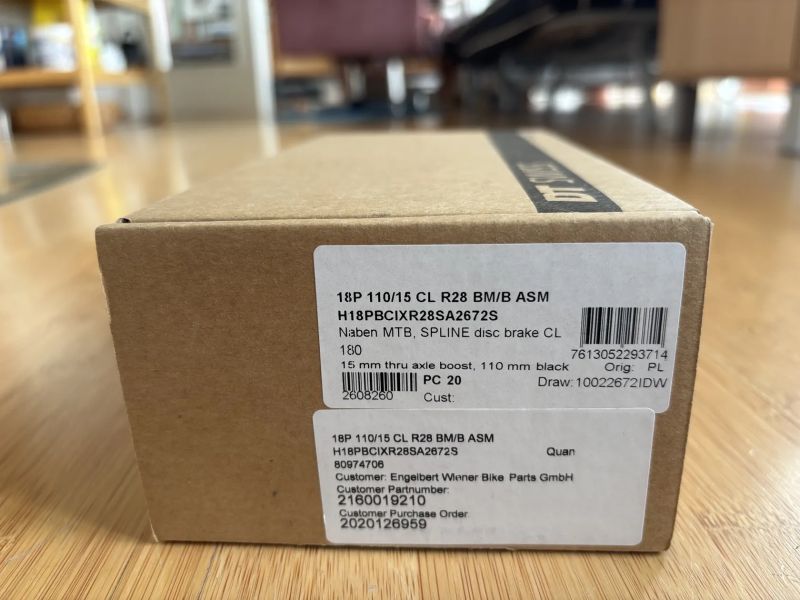 DT SWISS
18P 110/15 CL R28 BM/B ASM
H18PBCIXR28SA2672S
Naben MTB, SPLINE disc brake CL
180
7613052293714
15 mm thru axle boost, 110 mm black Orig: PL
PC 20 Draw: 10022672IDW
2608260 Cust:
18P 110/15 CL R28 BM/B ASM
H18PBCIXR28SA2672S Quan
80974706
Customer: Engelbert Wiener Bike Parts GmbH
Customer Partnumber:
2160019210
Customer Purchase Order
2020126959